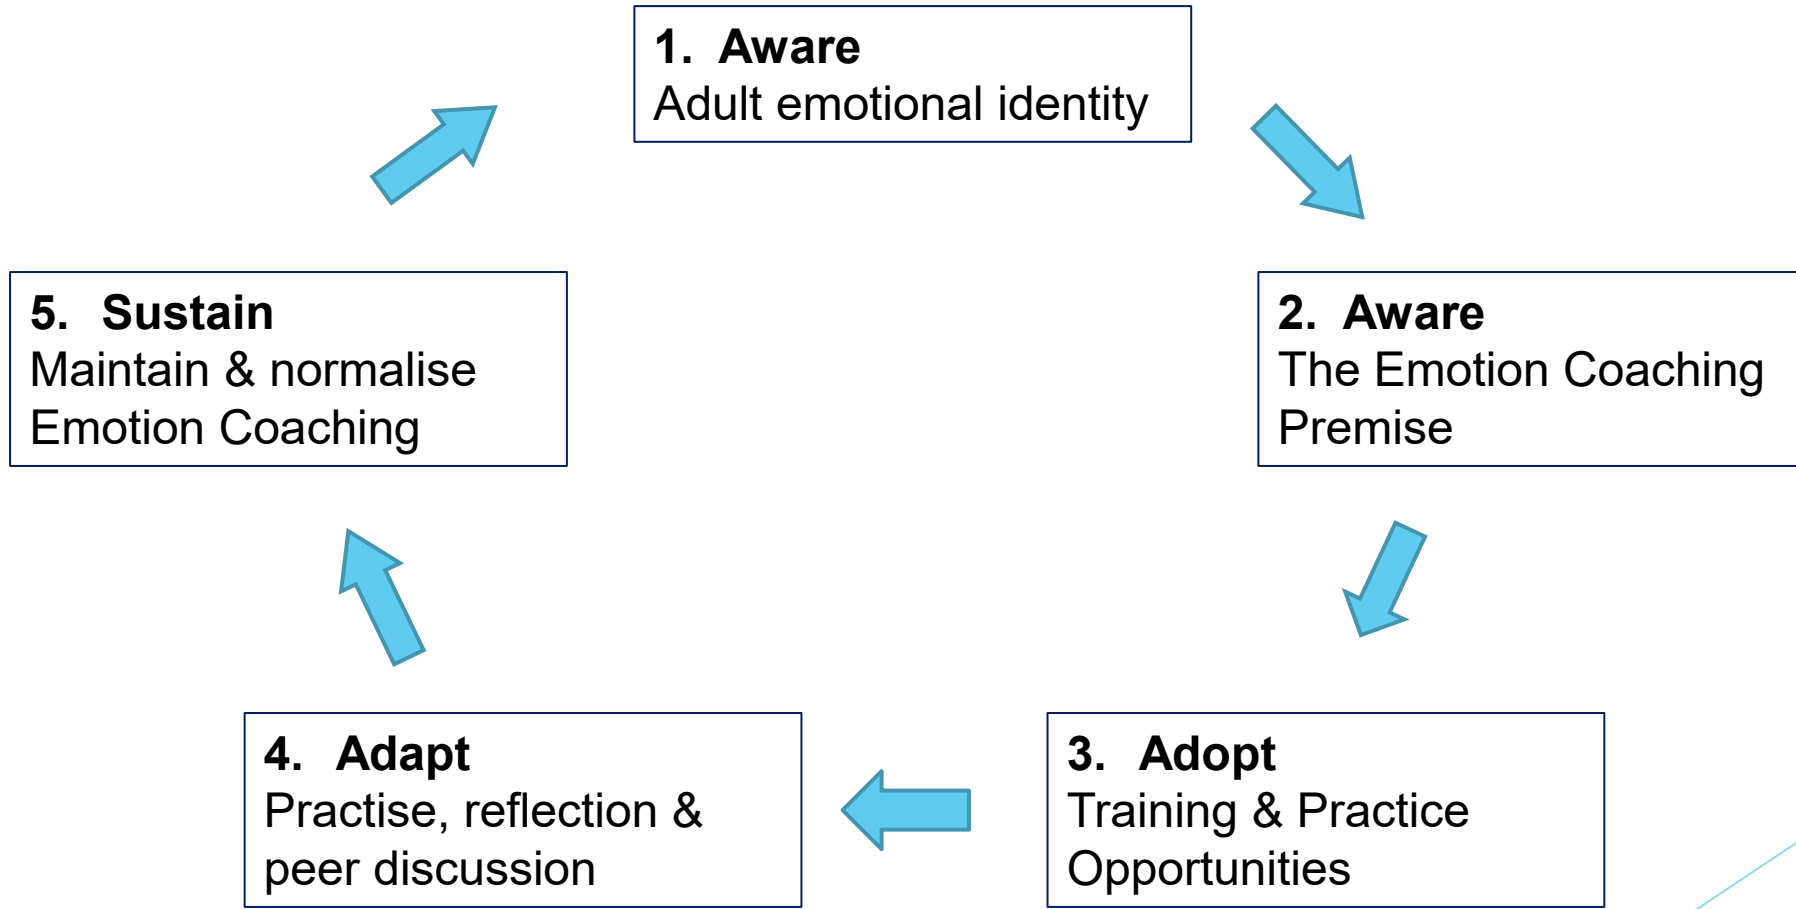 1. Aware
Adult emotional identity
2. Aware
The Emotion Coaching
Premise
3. Adopt
Training & Practice
Opportunities
4. Adapt
Practise, reflection &
peer discussion
5. Sustain
Maintain & normalise
Emotion Coaching